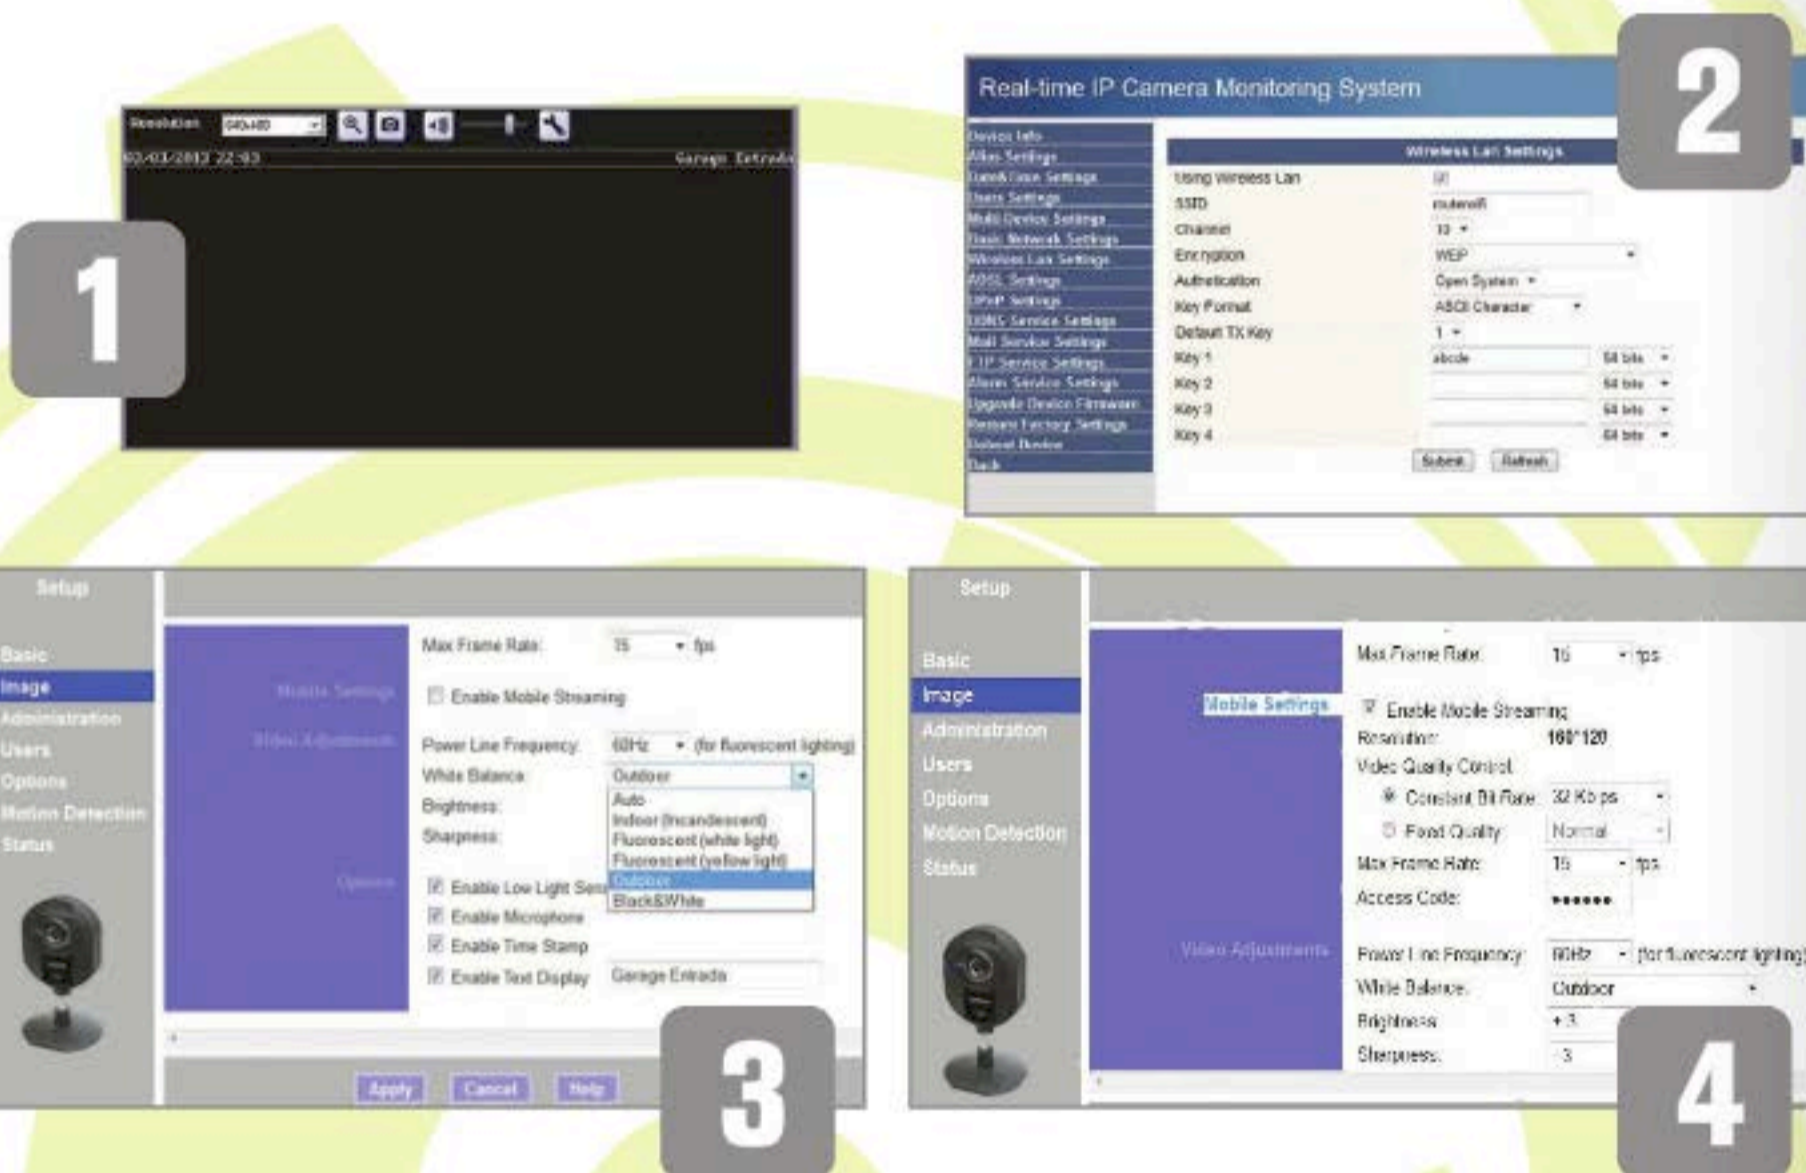 1
Resolution 640x480
03/03/2013 22:03 Garage Entrada
2
Real-time IP Camera Monitoring System
Device Info
Alias Settings
Date&Time Settings
Users Settings
Multi-Device Settings
Basic Network Settings
Wireless Lan Settings
ADSL Settings
UPnP Settings
DDNS Service Settings
Mail Service Settings
FTP Service Settings
Alarm Service Settings
Upgrade Device Firmware
Restore Factory Settings
Reboot Device
Back
Wireless Lan Settings
Using Wireless Lan
SSID
Channel 10
Encryption WEP
Authetication Open System
Key Format ASCII Character
Default TX Key 1
Key 1 abcde 64 bits
Key 2 64 bits
Key 3 64 bits
Key 4 64 bits
Submit Refresh
Setup
Basic
Image
Administration
Users
Options
Motion Detection
Status
Max Frame Rate: 15 fps
Mobile Settings Enable Mobile Streaming
Video Adjustments Power Line Frequency: 60Hz (for fluorescent lighting)
White Balance: Outdoor
Auto
Indoor (Incandescent)
Fluorescent (white light)
Fluorescent (yellow light)
Outdoor
Black&White
Brightness:
Sharpness:
Options Enable Low Light Sens
Enable Microphone
Enable Time Stamp
Enable Text Display Garage Entrada
Apply Cancel Help
3
Setup
Basic
Image
Administration
Users
Options
Motion Detection
Status
Max Frame Rate: 15 fps
Mobile Settings Enable Mobile Streaming
Resolution: 160*120
Video Quality Control:
Constant Bit Rate: 32 Kbps
Fixed Quality: Normal
Max Frame Rate: 15 fps
Access Code: ••••••
Video Adjustments Power Line Frequency: 60Hz (for fluorescent lighting)
White Balance: Outdoor
Brightness: +3
Sharpness: 3
4